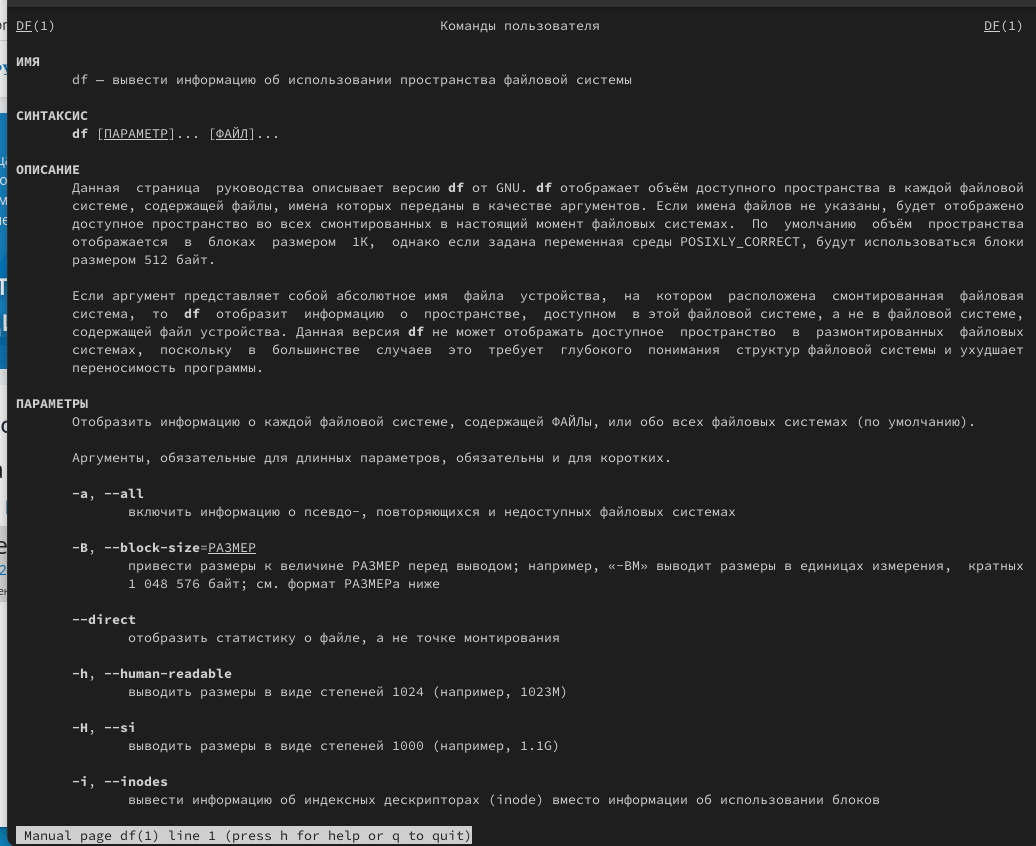 DF(1) Команды пользователя DF(1)
ИМЯ
df — вывести информацию об использовании пространства файловой системы
СИНТАКСИС
df [ПАРАМЕТР]... [ФАЙЛ]...
ОПИСАНИЕ
Данная страница руководства описывает версию df от GNU. df отображает объём доступного пространства в каждой файловой
системе, содержащей файлы, имена которых переданы в качестве аргументов. Если имена файлов не указаны, будет отображено
доступное пространство во всех смонтированных в настоящий момент файловых системах. По умолчанию объём пространства
отображается в блоках размером 1К, однако если задана переменная среды POSIXLY_CORRECT, будут использоваться блоки
размером 512 байт.
Если аргумент представляет собой абсолютное имя файла устройства, на котором расположена смонтированная файловая
система, то df отобразит информацию о пространстве, доступном в этой файловой системе, а не в файловой системе,
содержащей файл устройства. Данная версия df не может отображать доступное пространство в размонтированных файловых
системах, поскольку в большинстве случаев это требует глубокого понимания структур файловой системы и ухудшает
переносимость программы.
ПАРАМЕТРЫ
Отобразить информацию о каждой файловой системе, содержащей ФАЙЛы, или обо всех файловых системах (по умолчанию).
Аргументы, обязательные для длинных параметров, обязательны и для коротких.
-a, --all
включить информацию о псевдо-, повторяющихся и недоступных файловых системах
-B, --block-size=РАЗМЕР
привести размеры к величине РАЗМЕР перед выводом; например, «-BM» выводит размеры в единицах измерения, кратных
1 048 576 байт; см. формат РАЗМЕРа ниже
--direct
отобразить статистику о файле, а не точке монтирования
-h, --human-readable
выводить размеры в виде степеней 1024 (например, 1023M)
-H, --si
выводить размеры в виде степеней 1000 (например, 1.1G)
-i, --inodes
вывести информацию об индексных дескрипторах (inode) вместо информации об использовании блоков
Manual page df(1) line 1 (press h for help or q to quit)